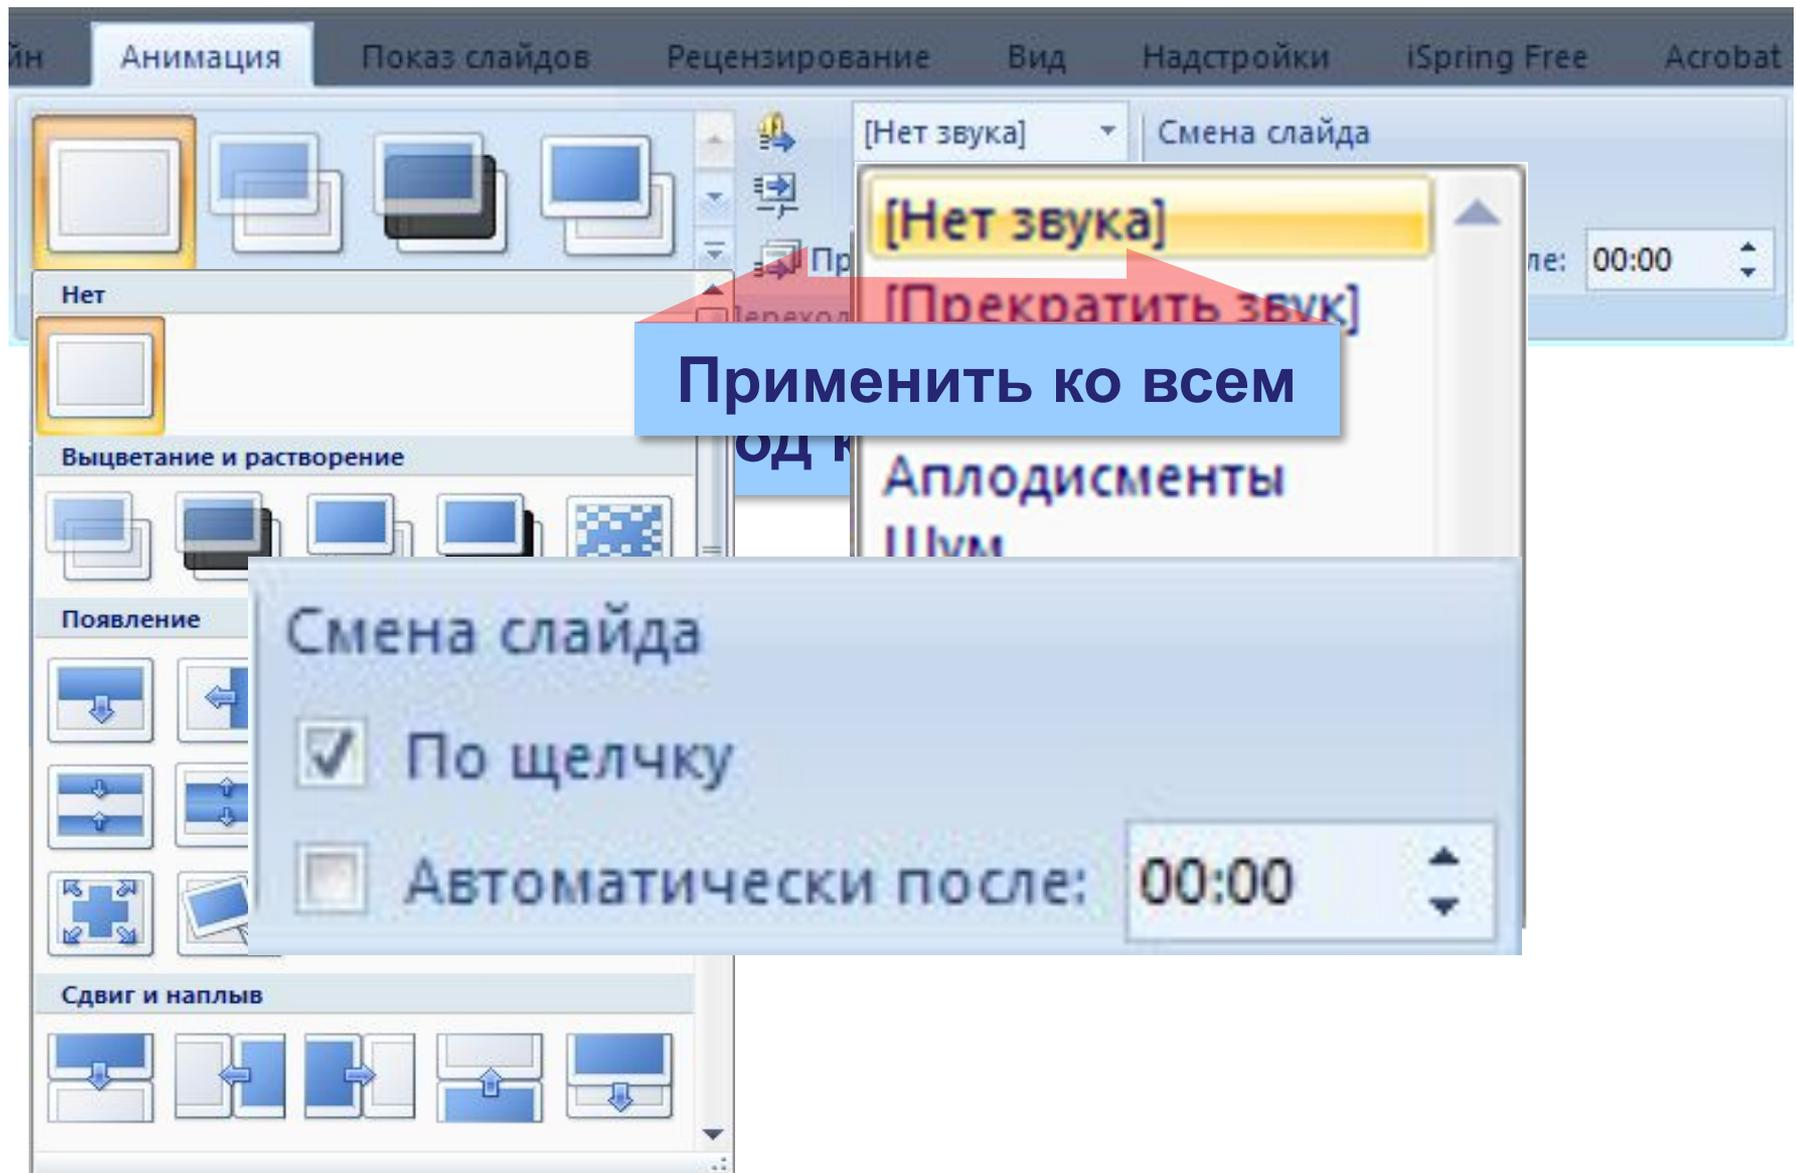 Анимация Показ слайдов Рецензирование Вид Надстройки iSpring Free Acrobat
[Нет звука] Смена слайда
[Нет звука]
00:00
Нет
[Прекратить звук]
Применить ко всем
Выцветание и растворение
Аплодисменты
Шум
Появление
Смена слайда
По щелчку
Автоматически после: 00:00
Сдвиг и наплыв